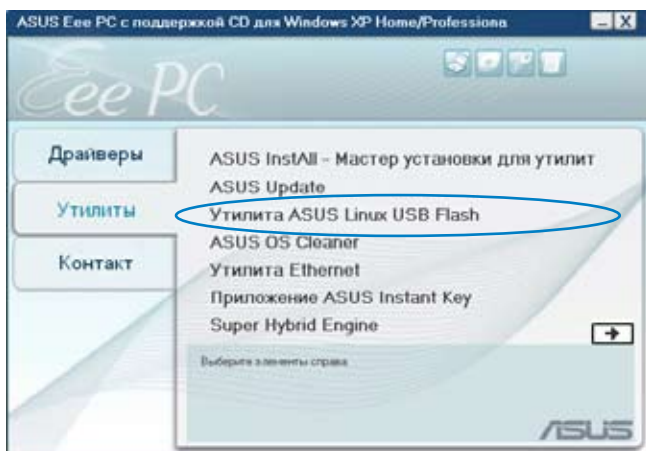 ASUS Eee PC с поддержкой CD для Windows XP Home/Professiona
Eee PC
Драйверы
Утилиты
Контакт
ASUS InstAll - Мастер установки для утилит
ASUS Update
Утилита ASUS Linux USB Flash
ASUS OS Cleaner
Утилита Ethernet
Приложение ASUS Instant Key
Super Hybrid Engine
Выберите элементы справа
ASUS